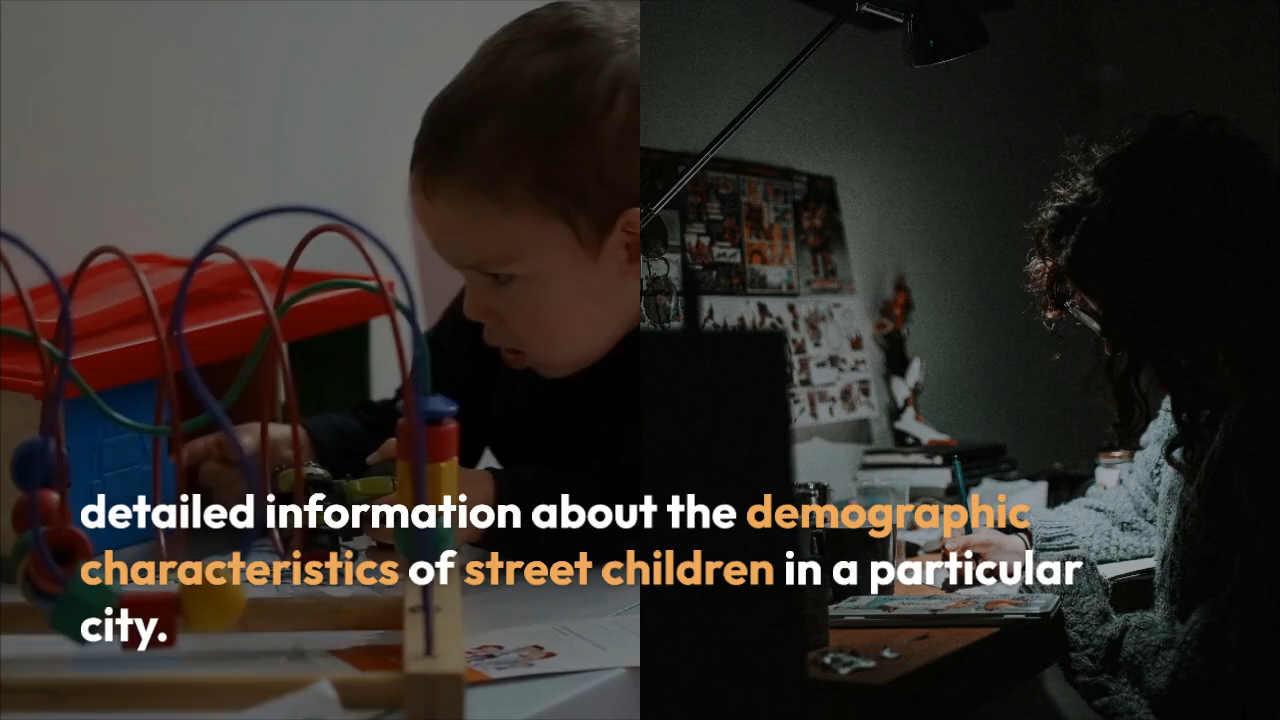 detailed information about the demographic
characteristics of street children in a particular
city.